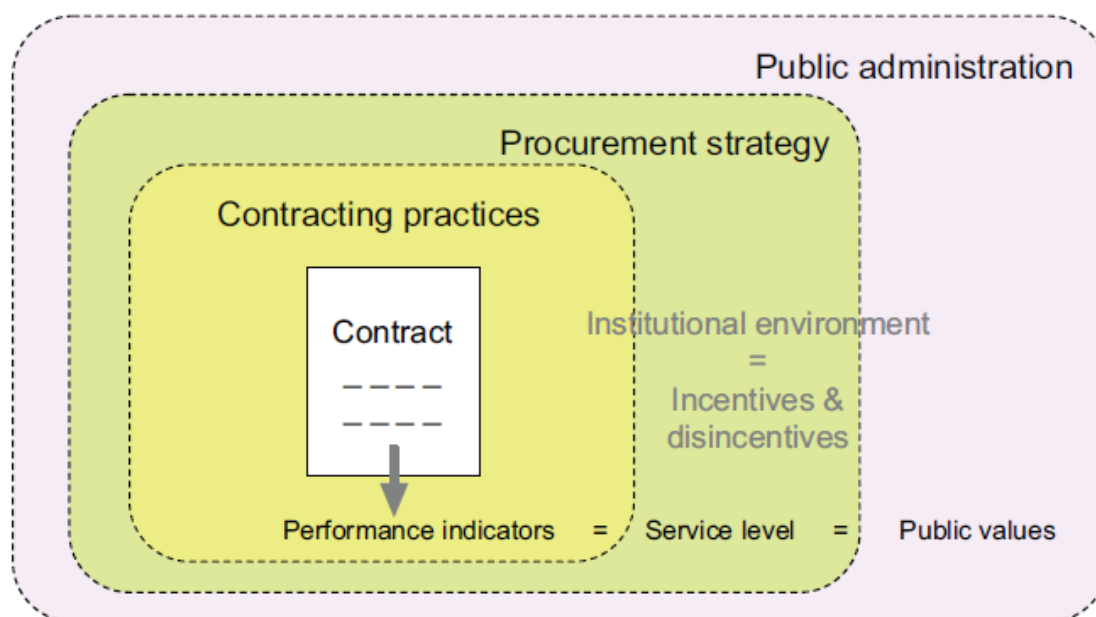 Public administration
Procurement strategy
Contracting practices
Contract
Institutional environment
=
Incentives &
disincentives
Performance indicators = Service level = Public values